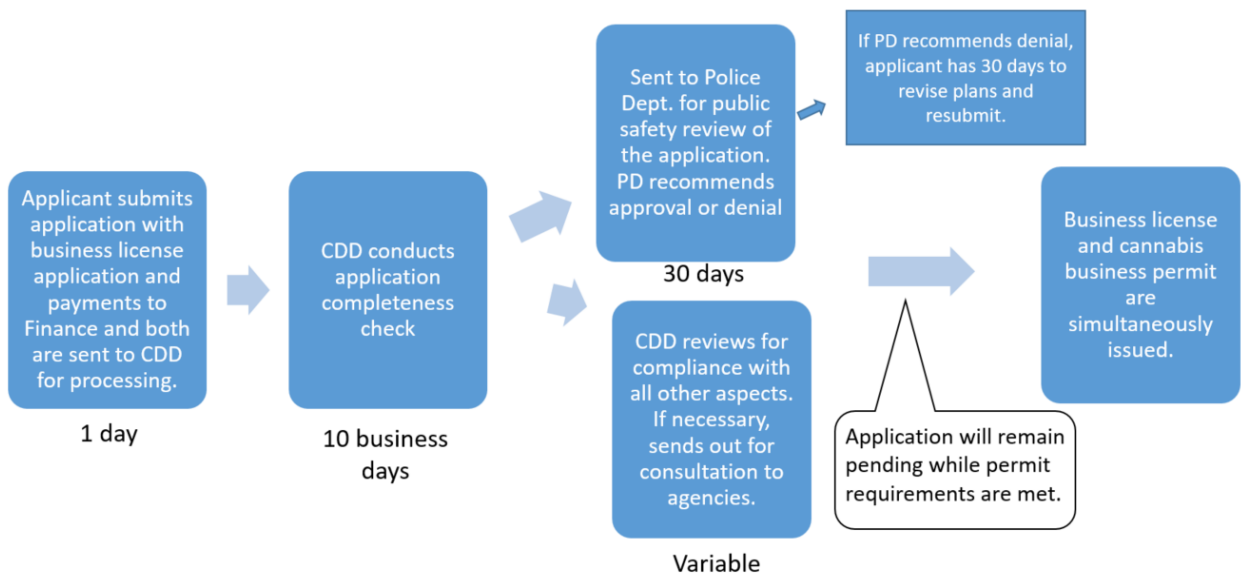 Applicant submits
application with
business license
application and
payments to
Finance and both
are sent to CDD
for processing.
1 day
CDD conducts
application
completeness
check
10 business
days
Sent to Police
Dept. for public
safety review of
the application.
PD recommends
approval or denial
30 days
If PD recommends denial,
applicant has 30 days to
revise plans and
resubmit.
CDD reviews for
compliance with
all other aspects.
If necessary,
sends out for
consultation to
agencies.
Variable
Application will remain
pending while permit
requirements are met.
Business license
and cannabis
business permit
are
simultaneously
issued.